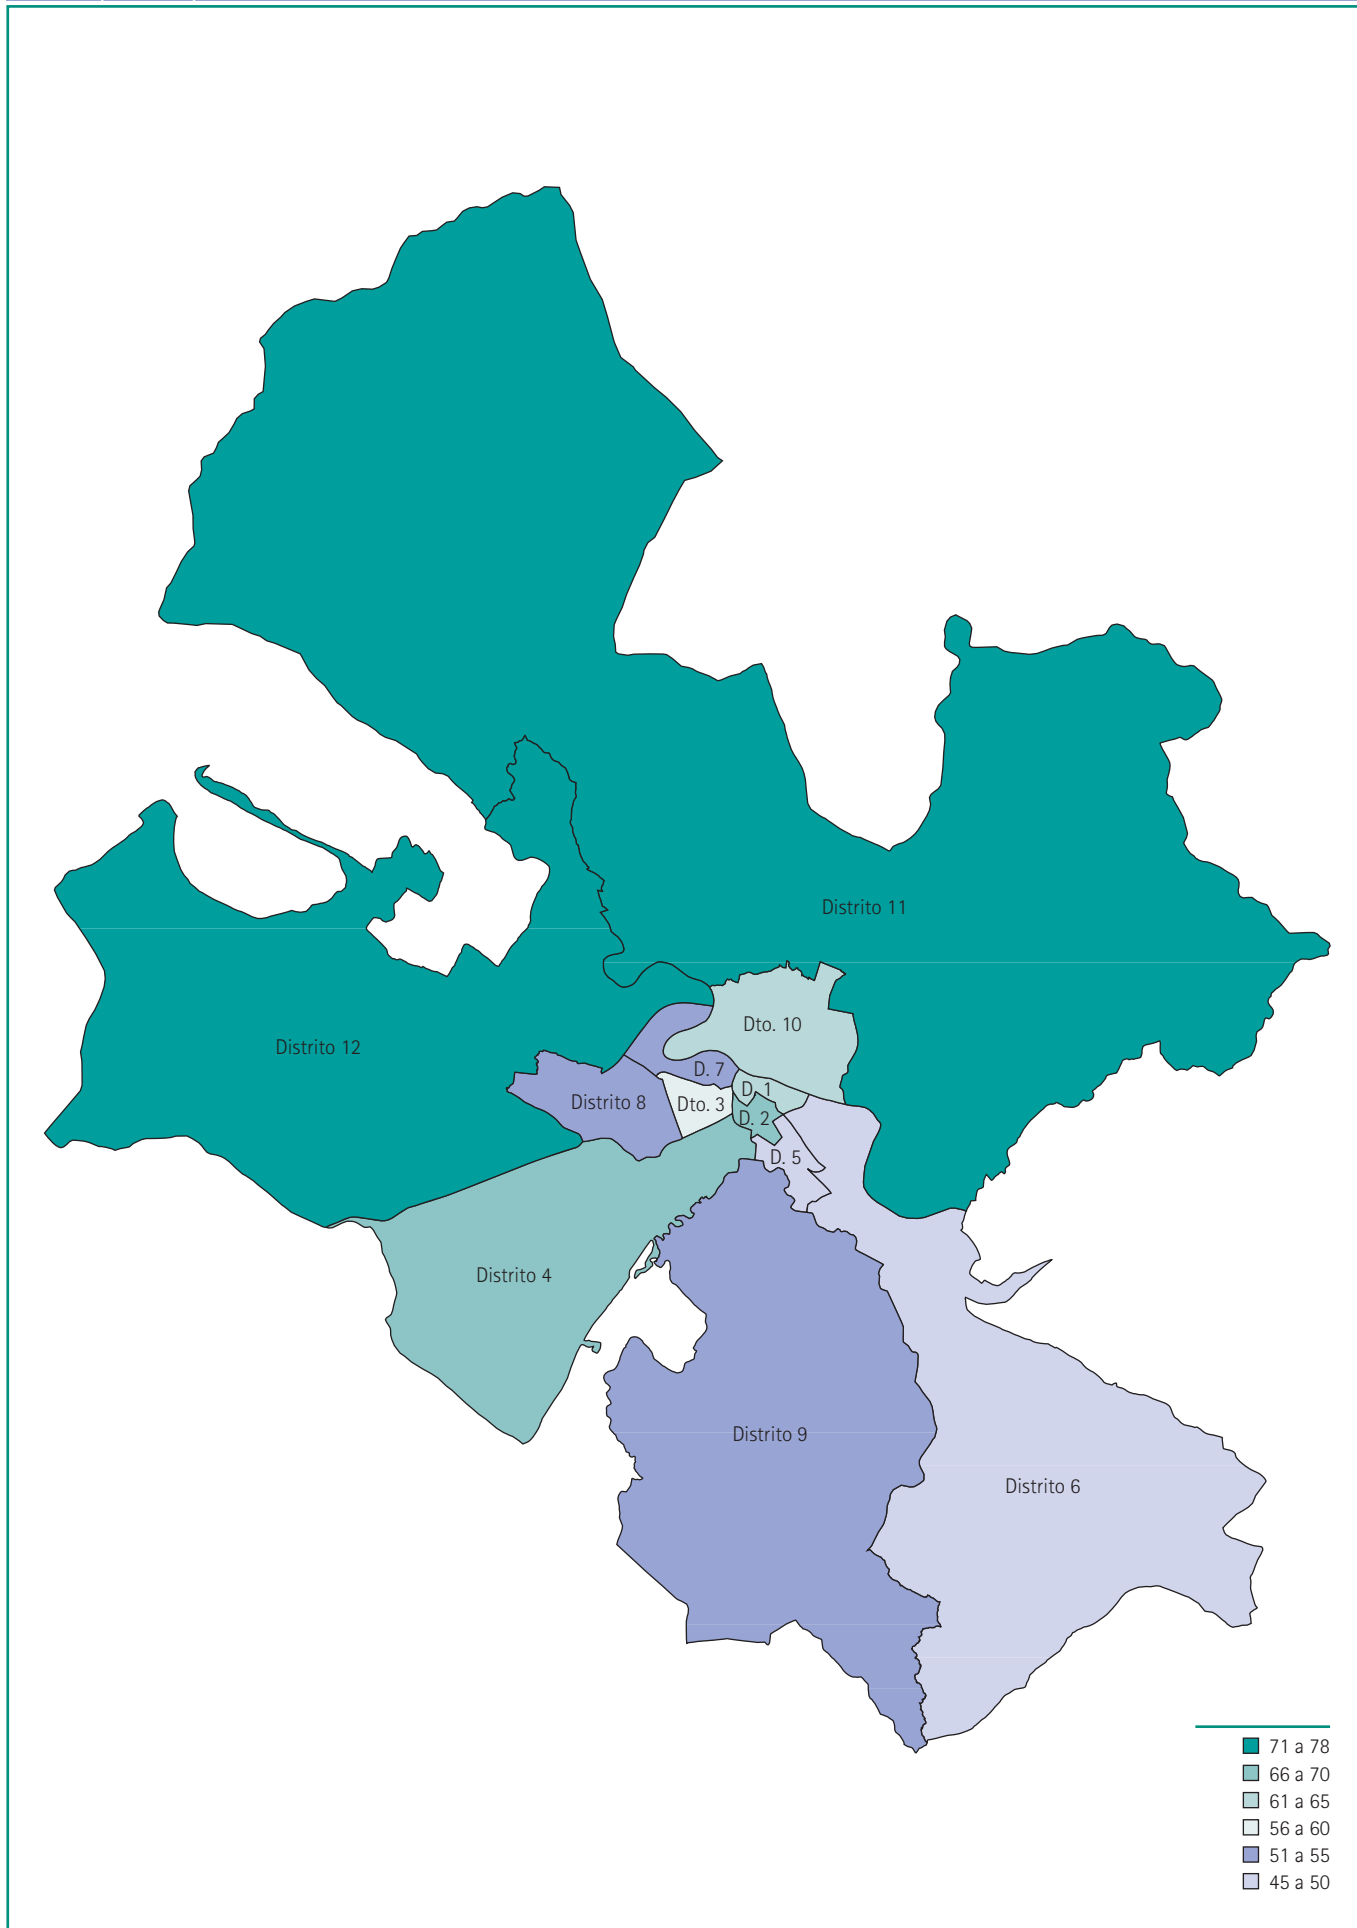 Distrito 11
Dto. 10
Distrito 12
D. 7
D. 1
Distrito 8
Dto. 3
D. 2
D. 5
Distrito 4
Distrito 9
Distrito 6
71 a 78
66 a 70
61 a 65
56 a 60
51 a 55
45 a 50